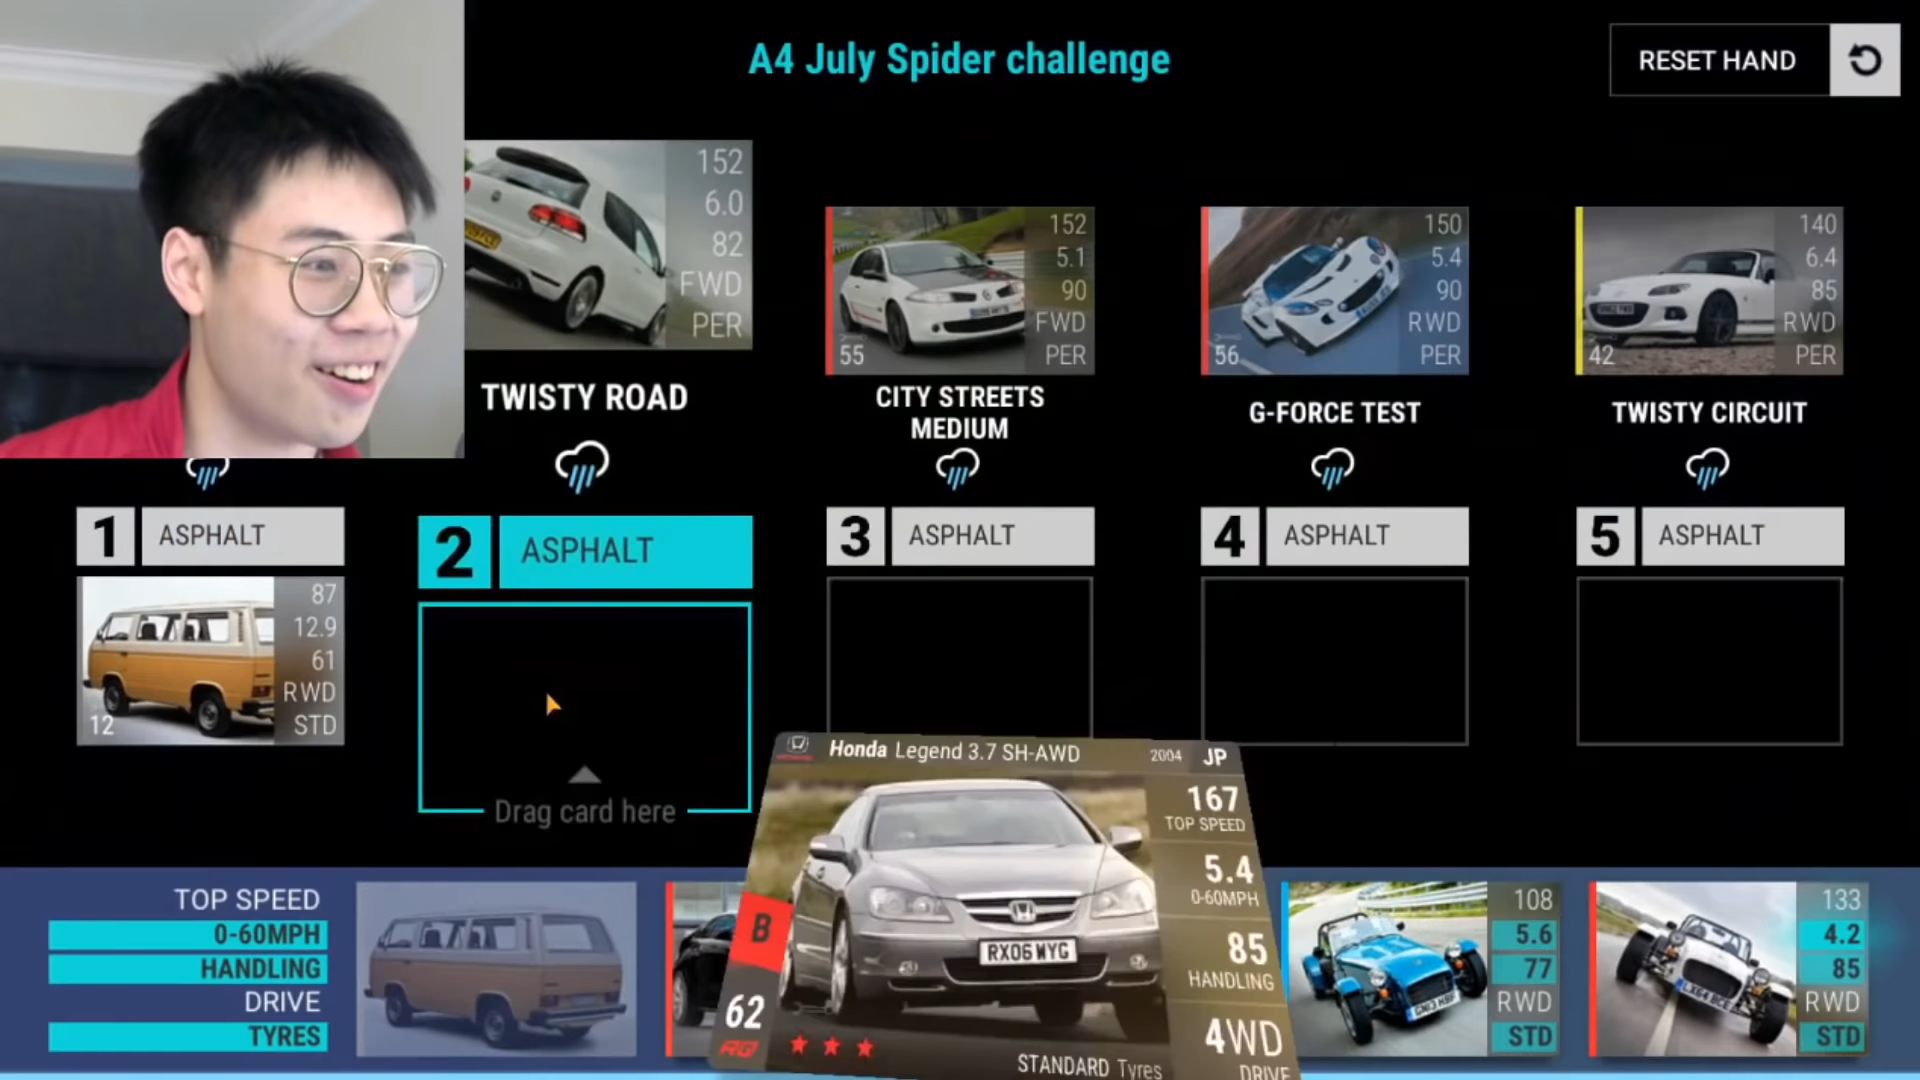 A4 July Spider challenge
RESET HAND
152
6.0
82
FWD
PER
TWISTY ROAD
152
5.1
90
FWD
PER
55
CITY STREETS
MEDIUM
150
5.4
90
RWD
PER
56
G-FORCE TEST
140
6.4
85
RWD
PER
42
TWISTY CIRCUIT
1 ASPHALT
2 ASPHALT
3 ASPHALT
4 ASPHALT
5 ASPHALT
87
12.9
61
RWD
STD
12
Drag card here
Honda Legend 3.7 SH-AWD 2004 JP
167
TOP SPEED
5.4
0-60MPH
85
HANDLING
4WD
DRIVE
B
62
RQ
RX06WYG
STANDARD Tyres
TOP SPEED
0-60MPH
HANDLING
DRIVE
TYRES
108
5.6
77
RWD
STD
133
4.2
85
RWD
STD